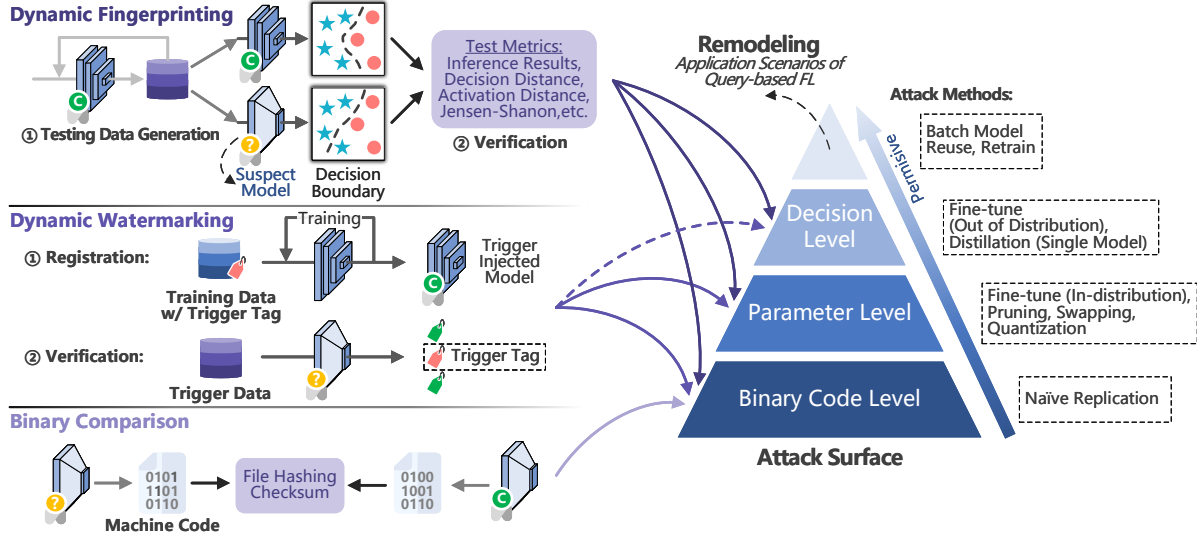 Dynamic Fingerprinting
C
① Testing Data Generation
C
?
Suspect
Model
Decision
Boundary
Test Metrics:
Inference Results,
Decision Distance,
Activation Distance,
Jensen-Shanon,etc.
② Verification
Dynamic Watermarking
① Registration:
Training Data
w/ Trigger Tag
Training
C
Trigger
Injected
Model
② Verification:
Trigger Data
?
Trigger Tag
Binary Comparison
?
0101
1101
0110
Machine Code
File Hashing
Checksum
0100
1001
0110
C
Remodeling
Application Scenarios of
Query-based FL
Decision
Level
Parameter Level
Binary Code Level
Attack Surface
Permisive
Attack Methods:
Batch Model
Reuse, Retrain
Fine-tune
(Out of Distribution),
Distillation (Single Model)
Fine-tune (In-distribution),
Pruning, Swapping,
Quantization
Naïve Replication